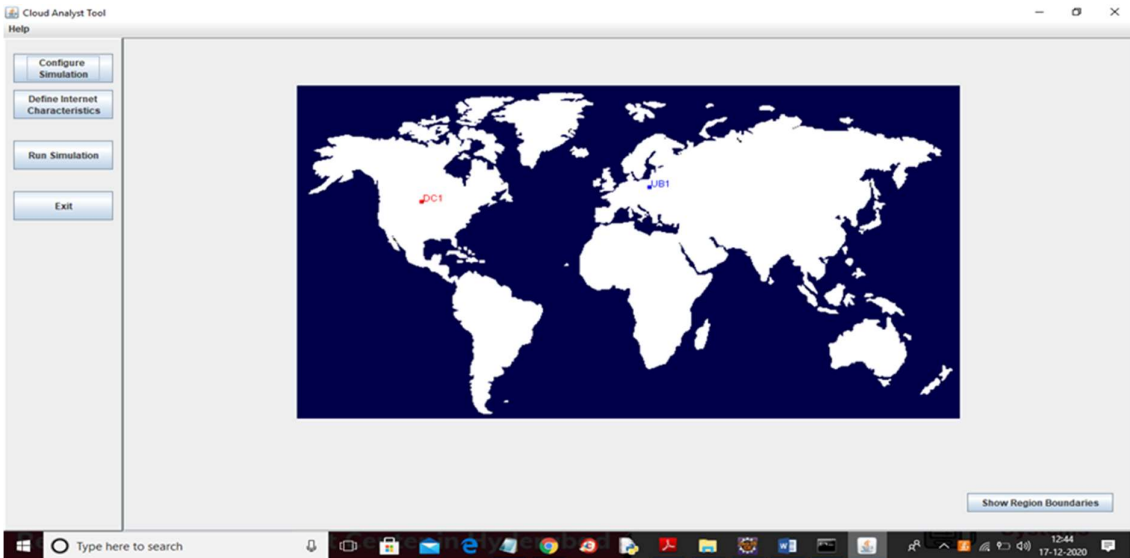 Cloud Analyst Tool
Help
Configure
Simulation
Define Internet
Characteristics
Run Simulation
Exit
DC1
UB1
Show Region Boundaries
Type here to search
12:44
17-12-2020